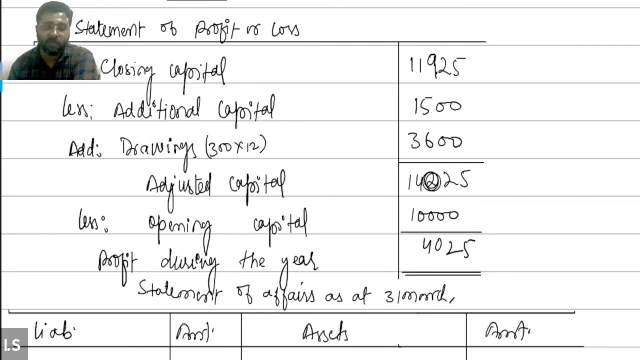 Statement of Profit or Loss
Closing capital 11925
less: Additional capital 1500
Add: Drawings (300×12) 3600
Adjusted capital 14025
less: opening capital 10000
Profit during the year 4025
Statement of affairs as at 31 march,
Liab. Amt. Assets Amt.
I.S